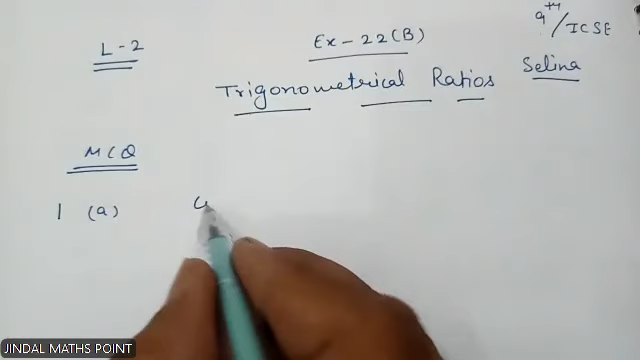 9th/ICSE
L-2 Ex-22(B)
Trigonometrical Ratios Selina
MCQ
1 (a)
JINDAL MATHS POINT